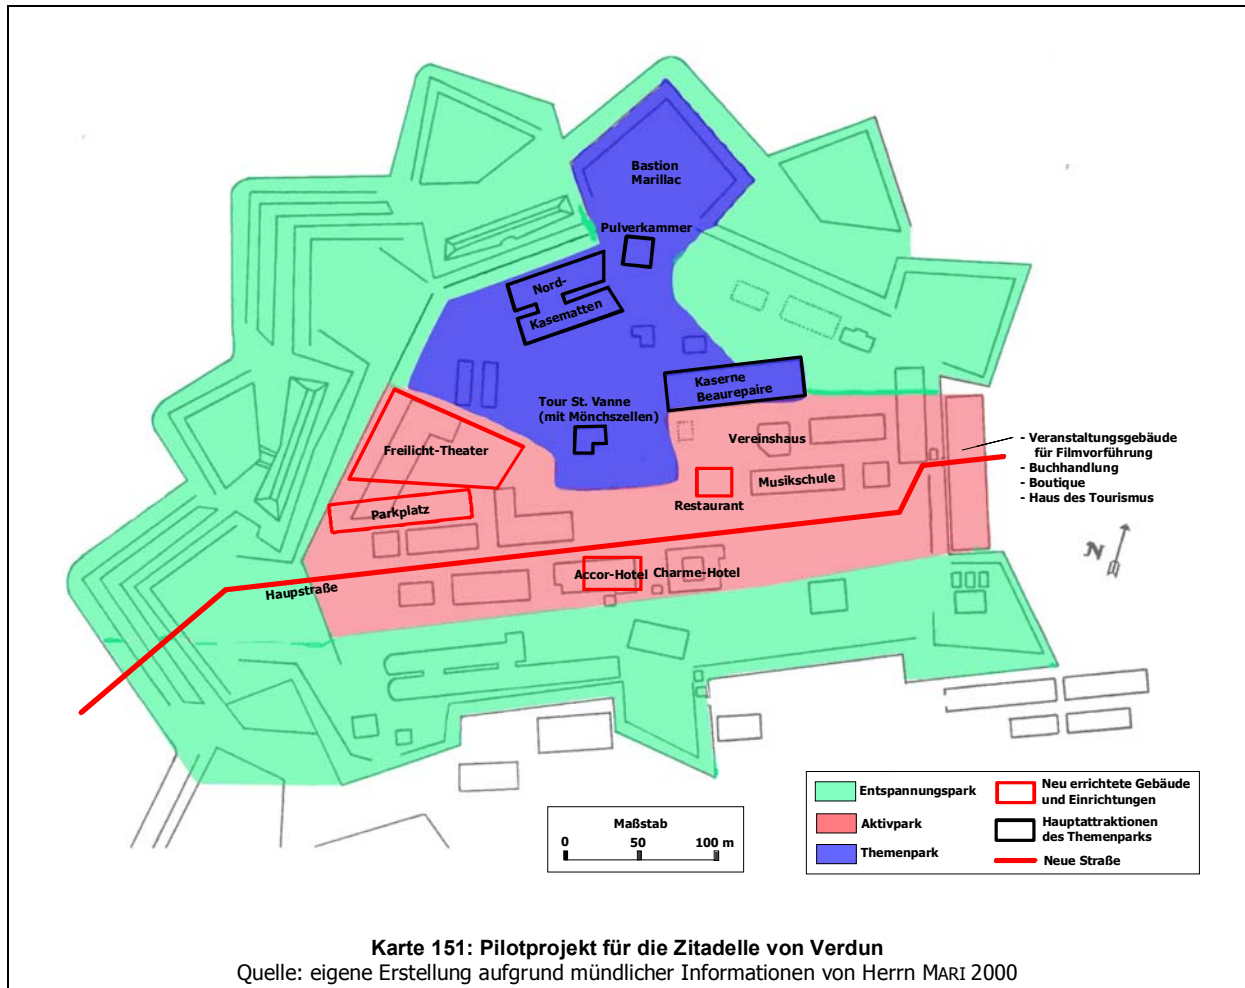 Bastion
Marillac
Pulverkammer
Nord-
Kasematten
Kaserne
Beaurepaire
Tour St. Vanne
(mit Mönchszellen)
Freilicht-Theater
Vereinshaus
Musikschule
Restaurant
Parkplatz
- Veranstaltungsgebäude
für Filmvorführung
- Buchhandlung
- Boutique
- Haus des Tourismus
N
Accor-Hotel
Charme-Hotel
Haupstraße
Maßstab
0 50 100 m
Entspannungspark
Aktivpark
Themenpark
Neu errichtete Gebäude
und Einrichtungen
Hauptattraktionen
des Themenparks
Neue Straße
Karte 151: Pilotprojekt für die Zitadelle von Verdun
Quelle: eigene Erstellung aufgrund mündlicher Informationen von Herrn MARI 2000